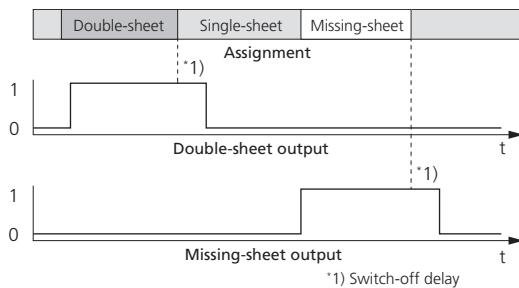 Double-sheet Single-sheet Missing-sheet
Assignment
*1)
1
0
Double-sheet output t
*1)
1
0
Missing-sheet output t
*1) Switch-off delay